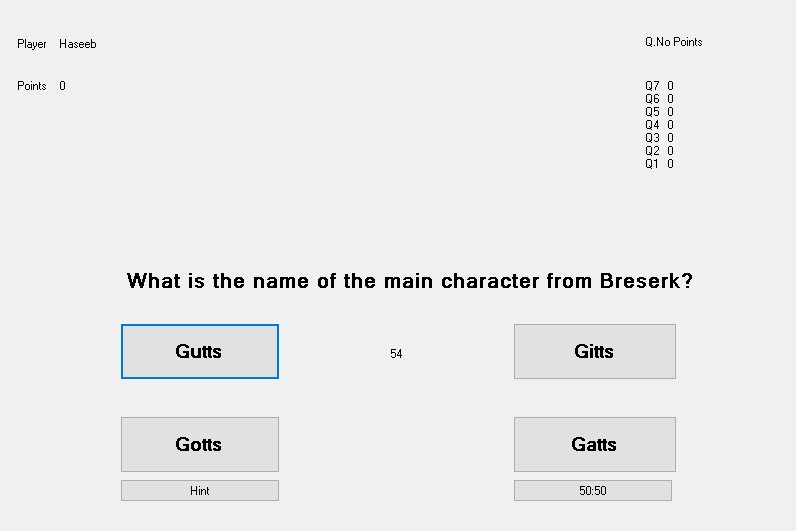 Player Haseeb
Q.No Points
Points 0
Q7 0
Q6 0
Q5 0
Q4 0
Q3 0
Q2 0
Q1 0
What is the name of the main character from Breserk?
Gutts
54
Gitts
Gotts
Gatts
Hint
50:50